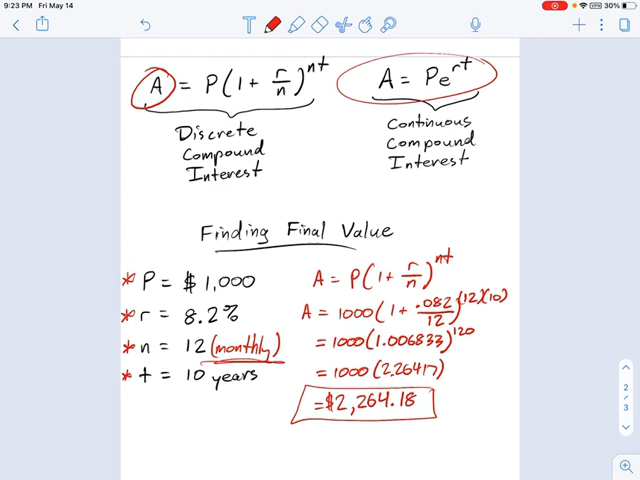 9:23 PM Fri May 14
30%
A = P(1 + r/n)^nt
A = Pe^rt
Discrete
Compound
Interest
Continuous
Compound
Interest
Finding Final Value
* P = $1,000
* r = 8.2%
* n = 12 (monthly)
* t = 10 years
A = P(1 + r/n)^nt
A = 1000(1 + .082/12)^(12)(10)
= 1000(1.006833)^120
= 1000(2.26417)
= $2,264.18
2
/
3